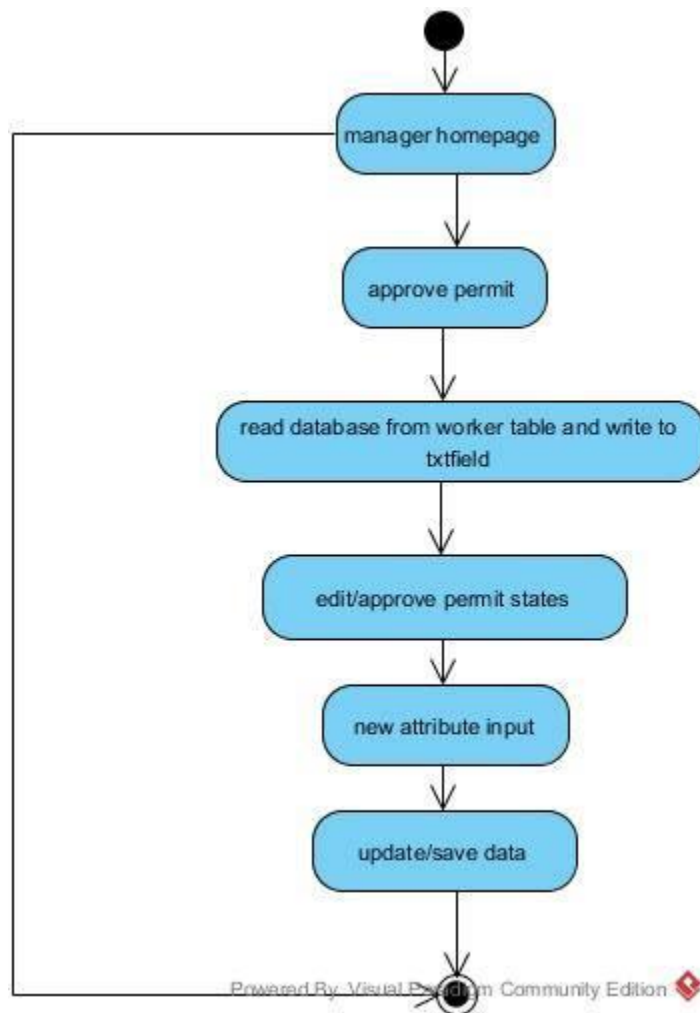 manager homepage
approve permit
read database from worker table and write to
txtfield
edit/approve permit states
new attribute input
update/save data
Powered By Visual Paradigm Community Edition